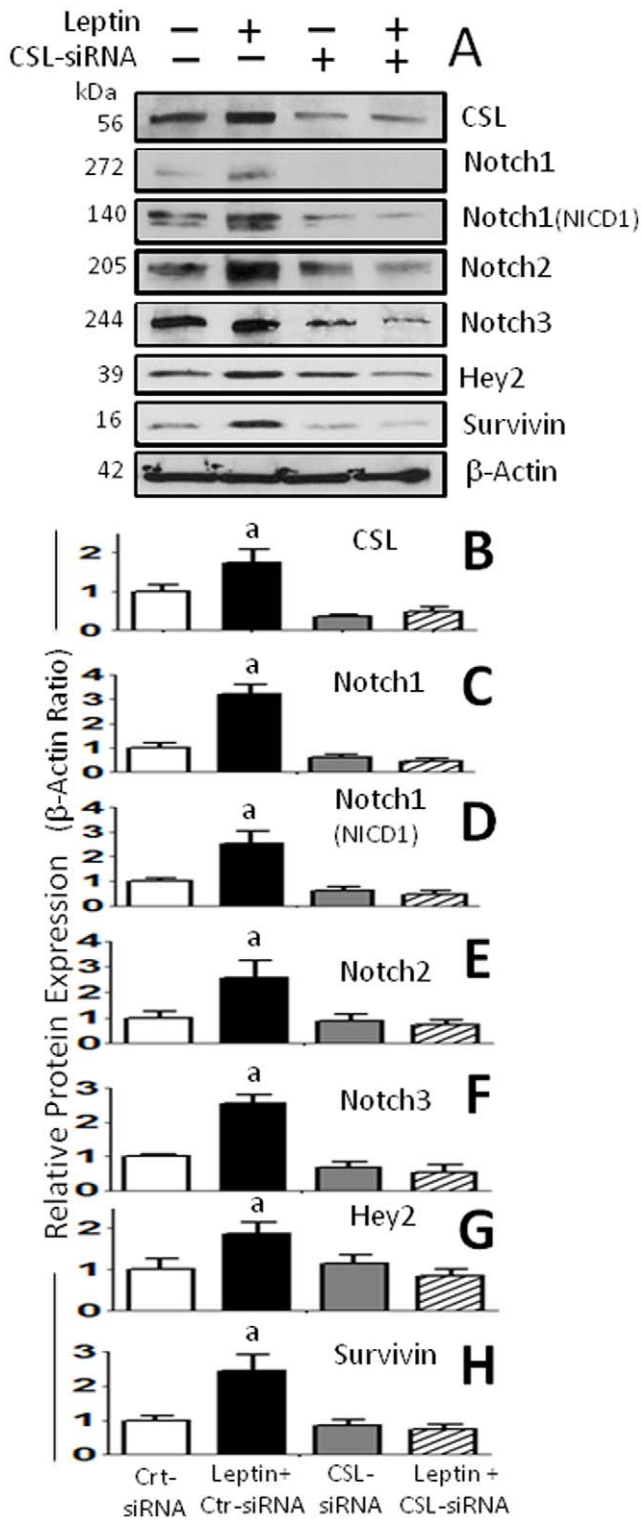 Leptin − + − + A
CSL-siRNA − − + +
kDa
56 CSL
272 Notch1
140 Notch1(NICD1)
205 Notch2
244 Notch3
39 Hey2
16 Survivin
42 β-Actin
Relative Protein Expression (β-Actin Ratio)
2 a CSL B
1
0
4 a Notch1 C
3
2
1
0
4 a Notch1 D
3 (NICD1)
2
1
0
4 a Notch2 E
3
2
1
0
3 a Notch3 F
2
1
0
3 a Hey2 G
2
1
0
3 a Survivin H
2
1
0
Crt- Leptin+ CSL- Leptin +
siRNA Ctr-siRNA siRNA CSL-siRNA